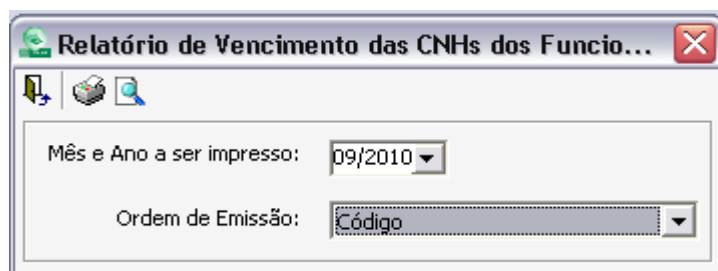 Relatório de Vencimento das CNHs dos Funcio...
Mês e Ano a ser impresso: 09/2010
Ordem de Emissão: Código